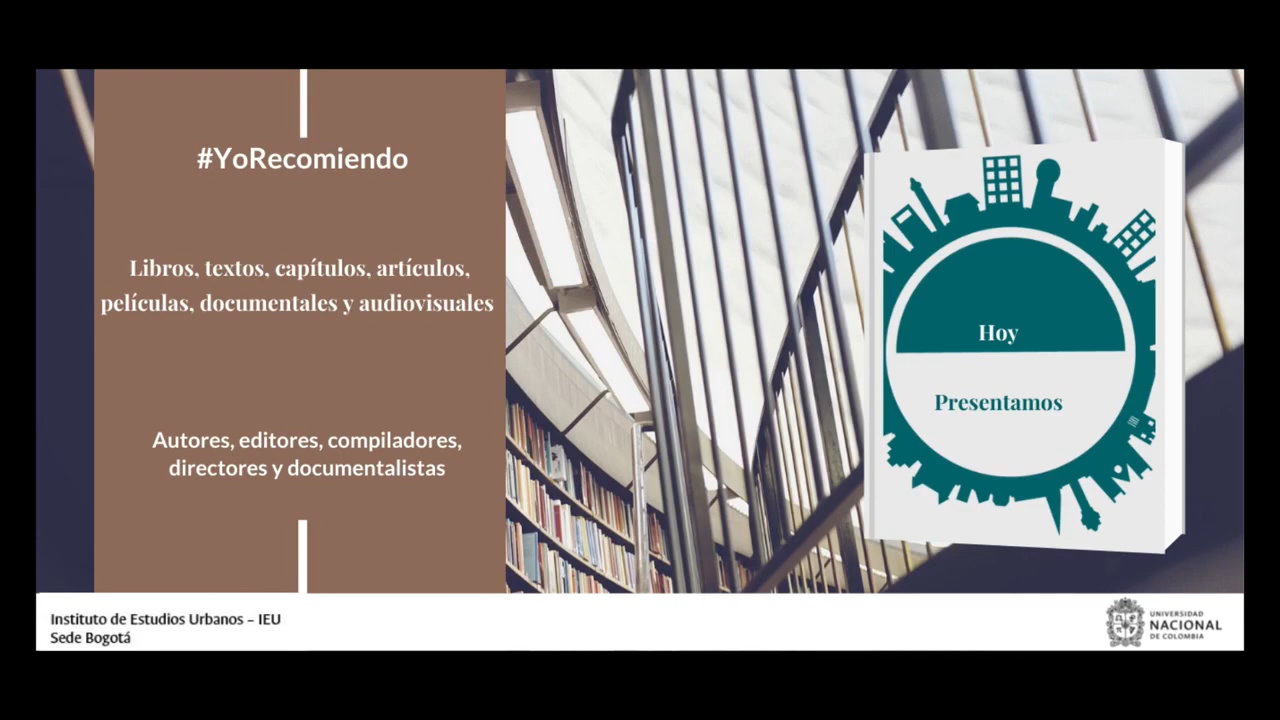 #YoRecomiendo
Libros, textos, capítulos, artículos,
películas, documentales y audiovisuales
Autores, editores, compiladores,
directores y documentalistas
Hoy
Presentamos
Instituto de Estudios Urbanos – IEU
Sede Bogotá
UNIVERSIDAD
NACIONAL
DE COLOMBIA